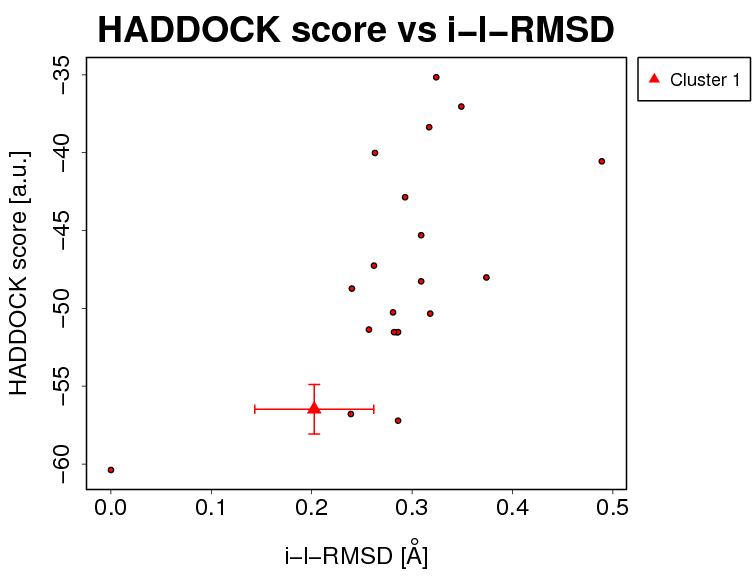 HADDOCK score vs i−l−RMSD
Cluster 1
HADDOCK score [a.u.]
−35
−40
−45
−50
−55
−60
0.0 0.1 0.2 0.3 0.4 0.5
i−l−RMSD [Å]